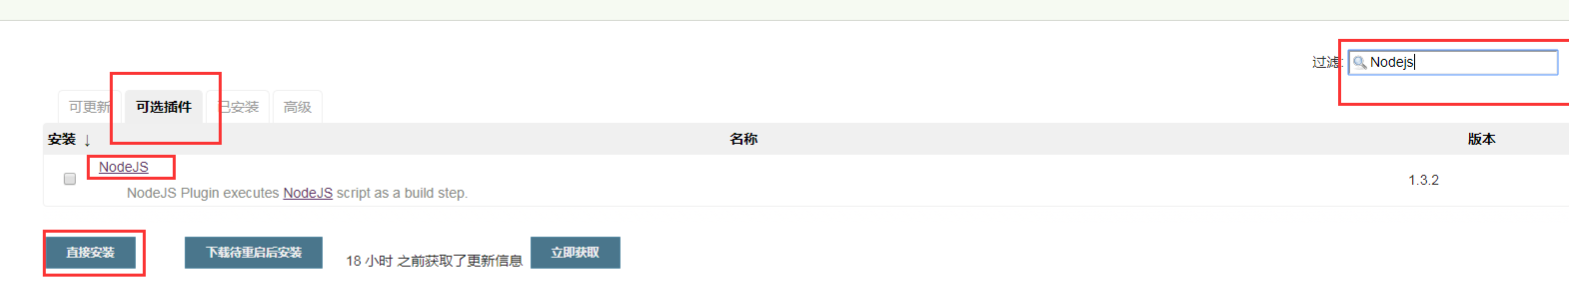 过滤: Nodejs
可更新 可选插件 已安装 高级
安装 ↓ 名称 版本
NodeJS
NodeJS Plugin executes NodeJS script as a build step.
1.3.2
直接安装 下载待重启后安装 18 小时 之前获取了更新信息 立即获取